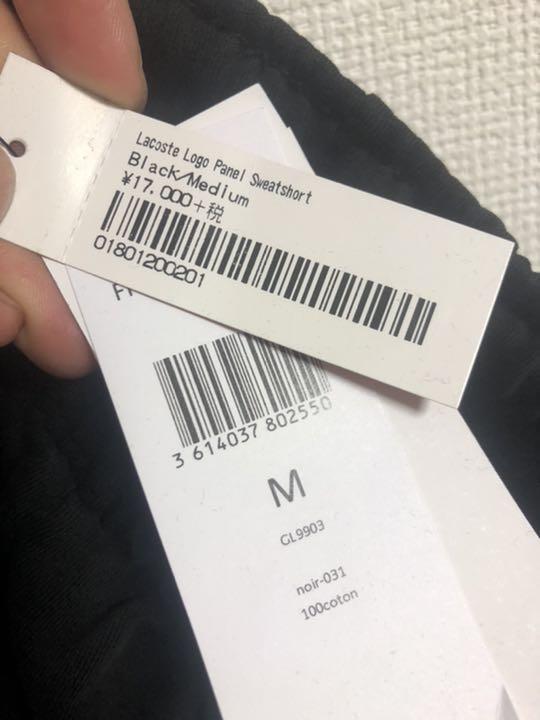 Lacoste Logo Panel Sweatshort
Black/Medium
¥17,000+税
01801200201
3 614037 802550
M
GL9903
noir-031
100coton